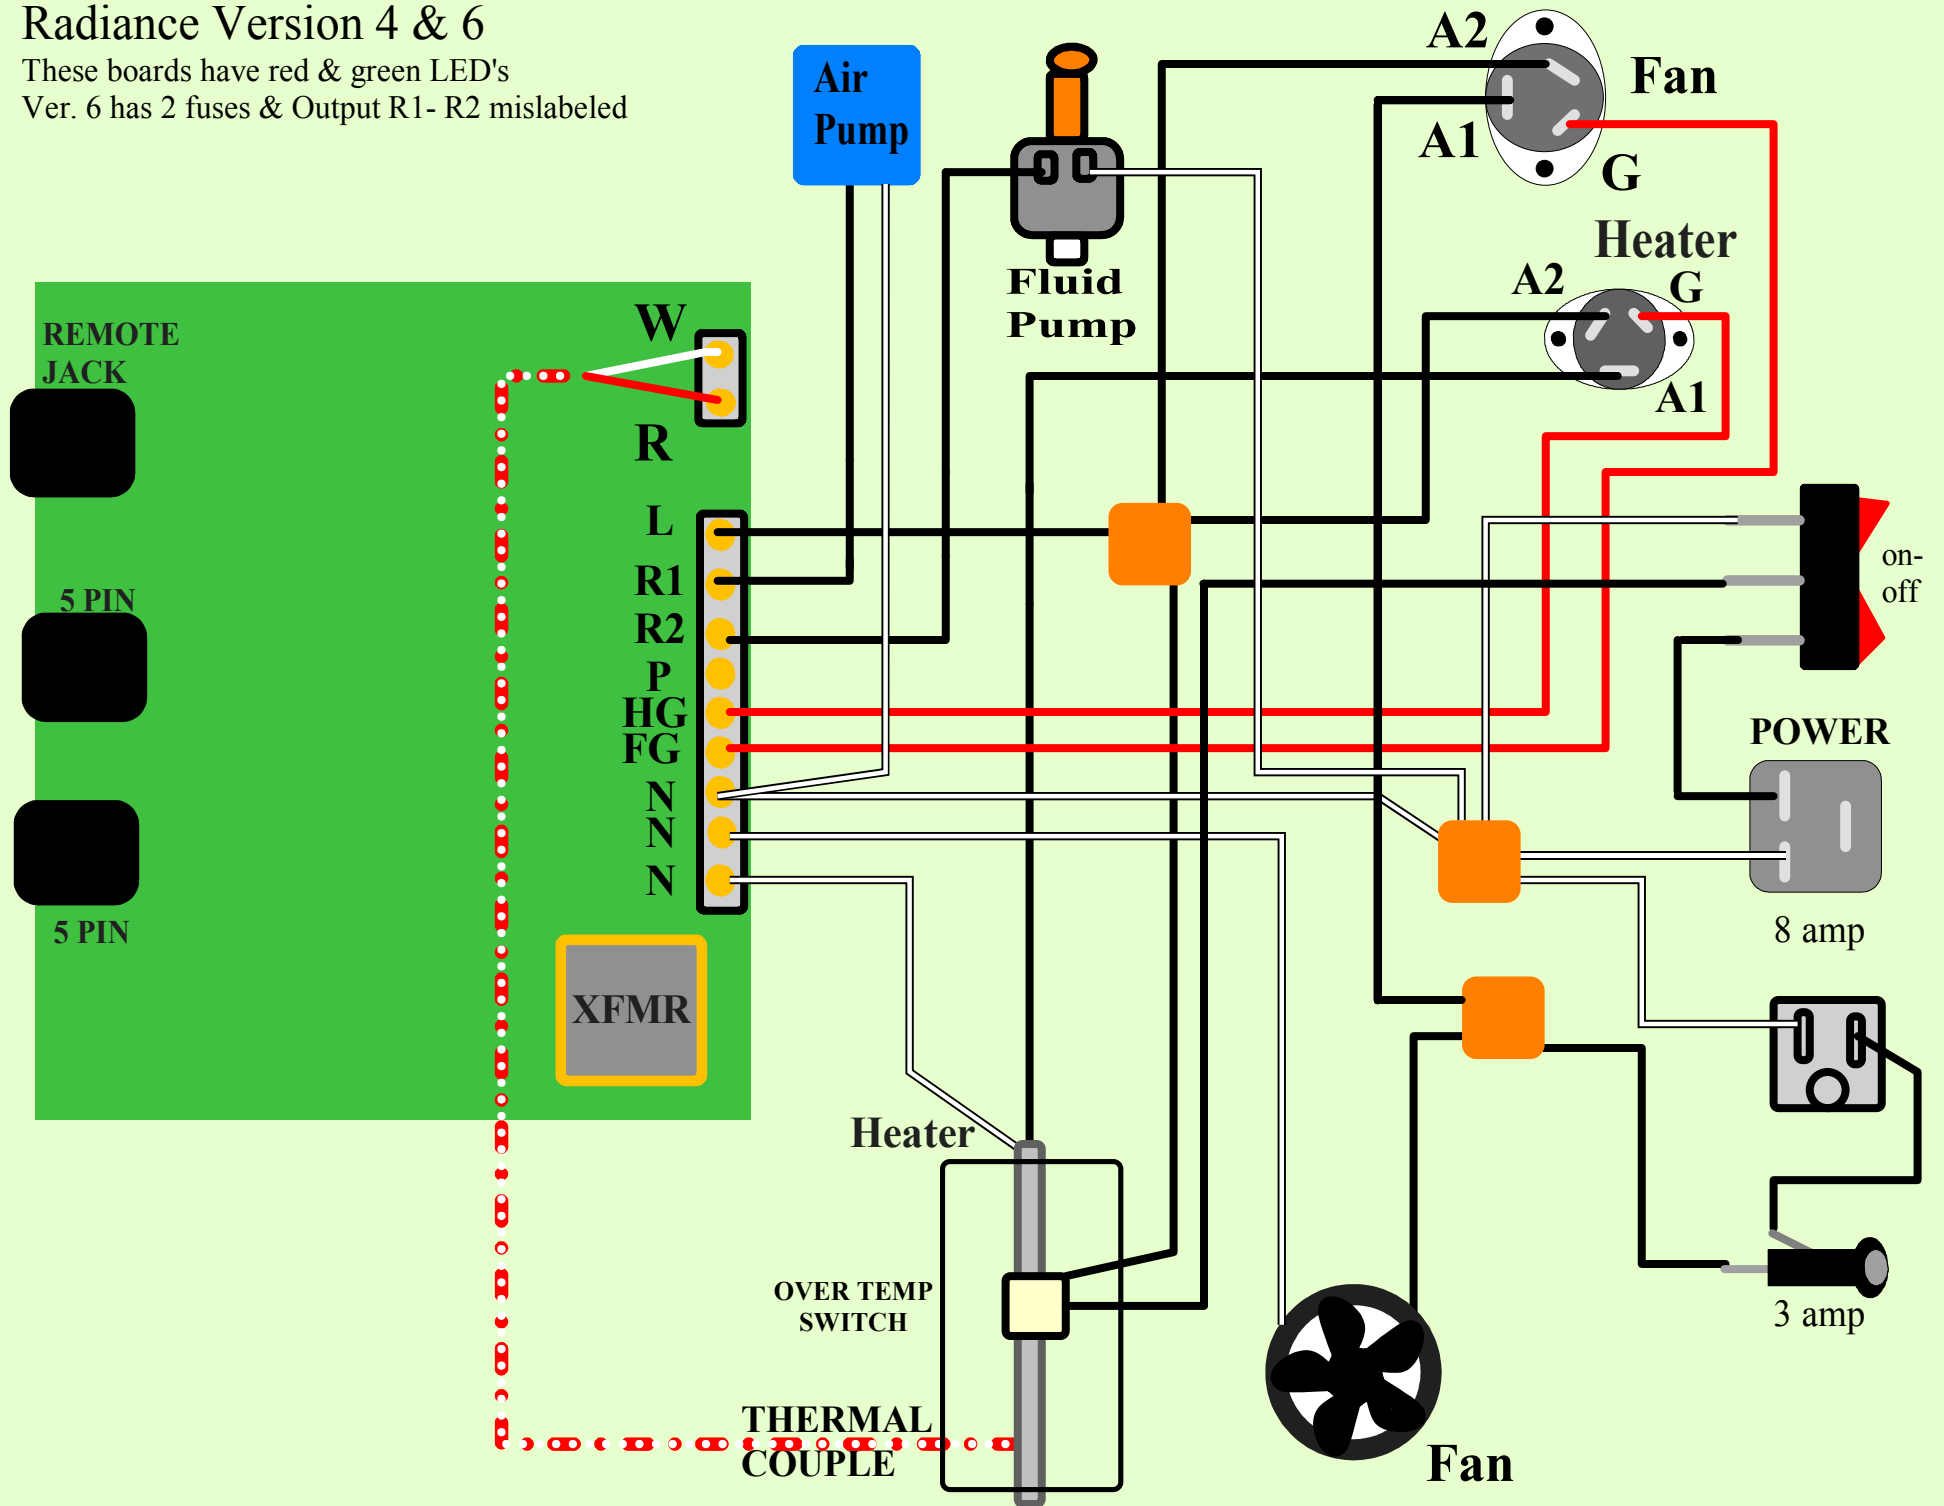 Radiance Version 4 & 6
These boards have red & green LED's
Ver. 6 has 2 fuses & Output R1- R2 mislabeled
Air
Pump
Fluid
Pump
A2
Fan
A1
G
Heater
A2
G
A1
REMOTE
JACK
W
R
L
R1
R2
P
HG
FG
N
N
N
5 PIN
5 PIN
XFMR
on-
off
POWER
8 amp
3 amp
Heater
OVER TEMP
SWITCH
THERMAL
COUPLE
Fan